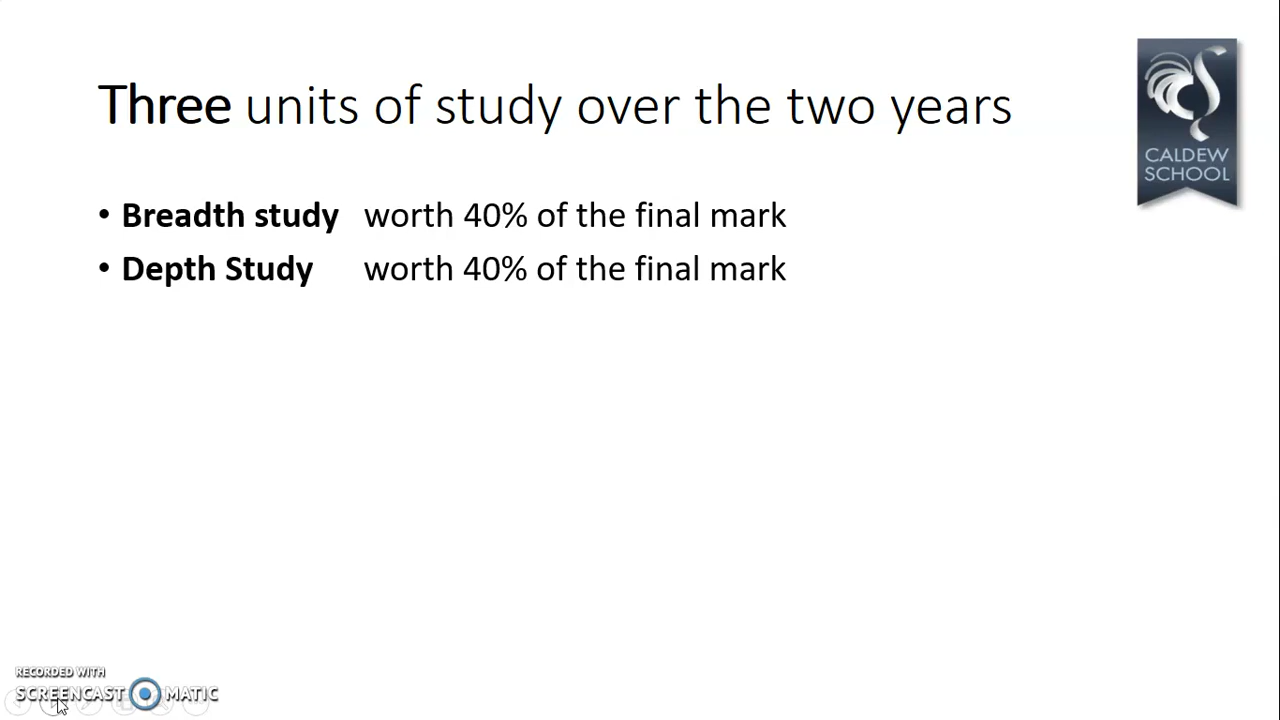 Three units of study over the two years
CALDEW
SCHOOL
• Breadth study worth 40% of the final mark
• Depth Study worth 40% of the final mark
RECORDED WITH
SCREENCAST MATIC